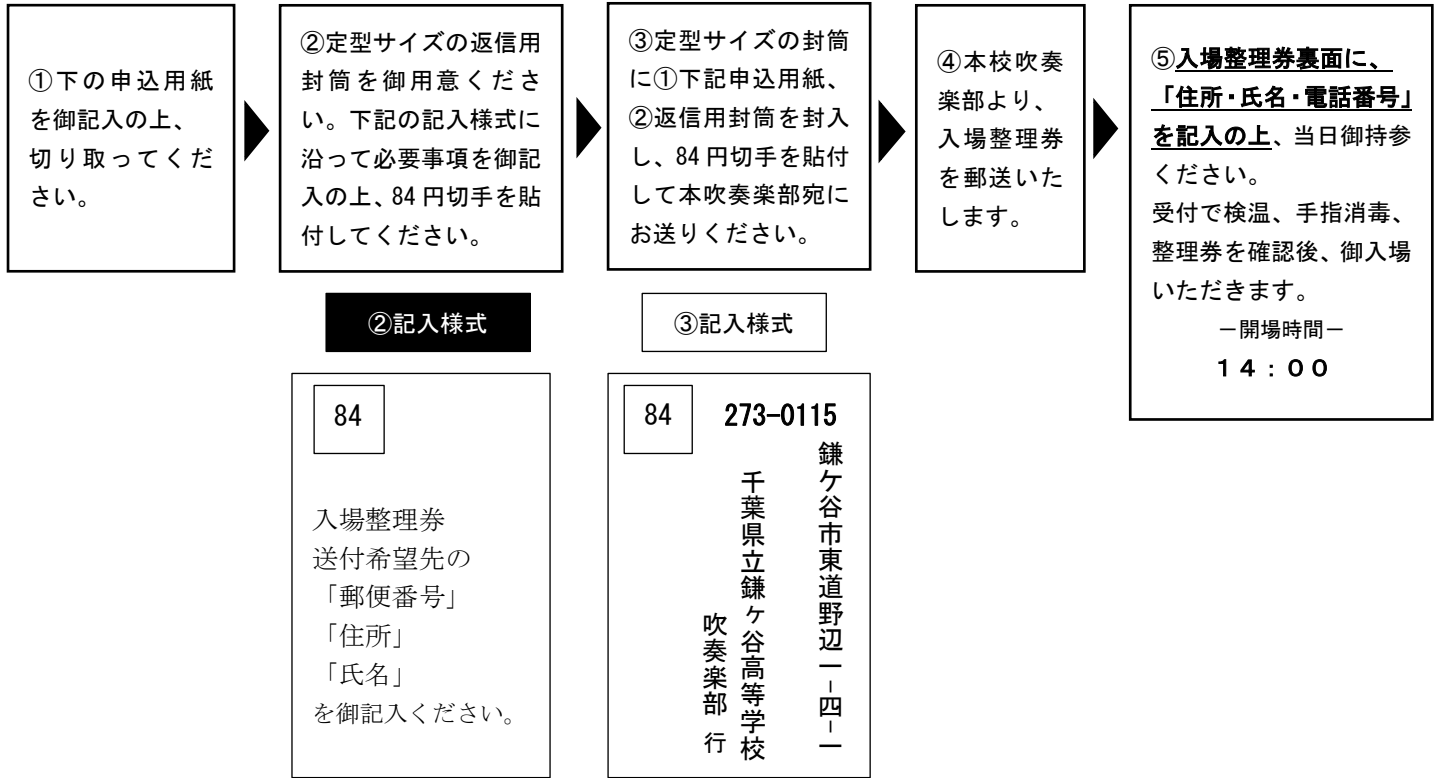 ①下の申込用紙
を御記入の上、
切り取ってくだ
さい。
②定型サイズの返信用
封筒を御用意くださ
い。下記の記入様式に
沿って必要事項を御記
入の上、84円切手を貼
付してください。
③定型サイズの封筒
に①下記申込用紙、
②返信用封筒を封入
し、84円切手を貼付
して本吹奏楽部宛に
お送りください。
④本校吹奏
楽部より、
入場整理券
を郵送いた
します。
⑤入場整理券裏面に、
「住所・氏名・電話番号」
を記入の上、当日御持参
ください。
受付で検温、手指消毒、
整理券を確認後、御入場
いただきます。
－開場時間－
１４：００
②記入様式
84
入場整理券
送付希望先の
「郵便番号」
「住所」
「氏名」
を御記入ください。
③記入様式
84
273-0115
鎌ケ谷市東道野辺一-四-一
千葉県立鎌ヶ谷高等学校
吹奏楽部 行